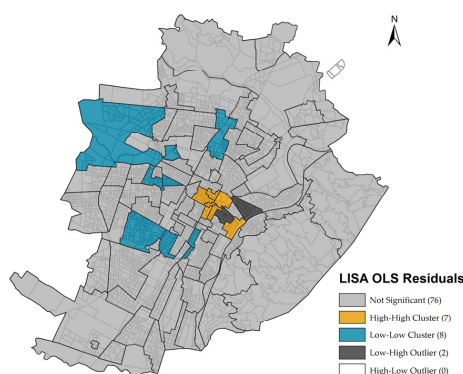 N
LISA OLS Residuals
Not Significant (76)
High-High Cluster (7)
Low-Low Cluster (8)
Low-High Outlier (2)
High-Low Outlier (0)